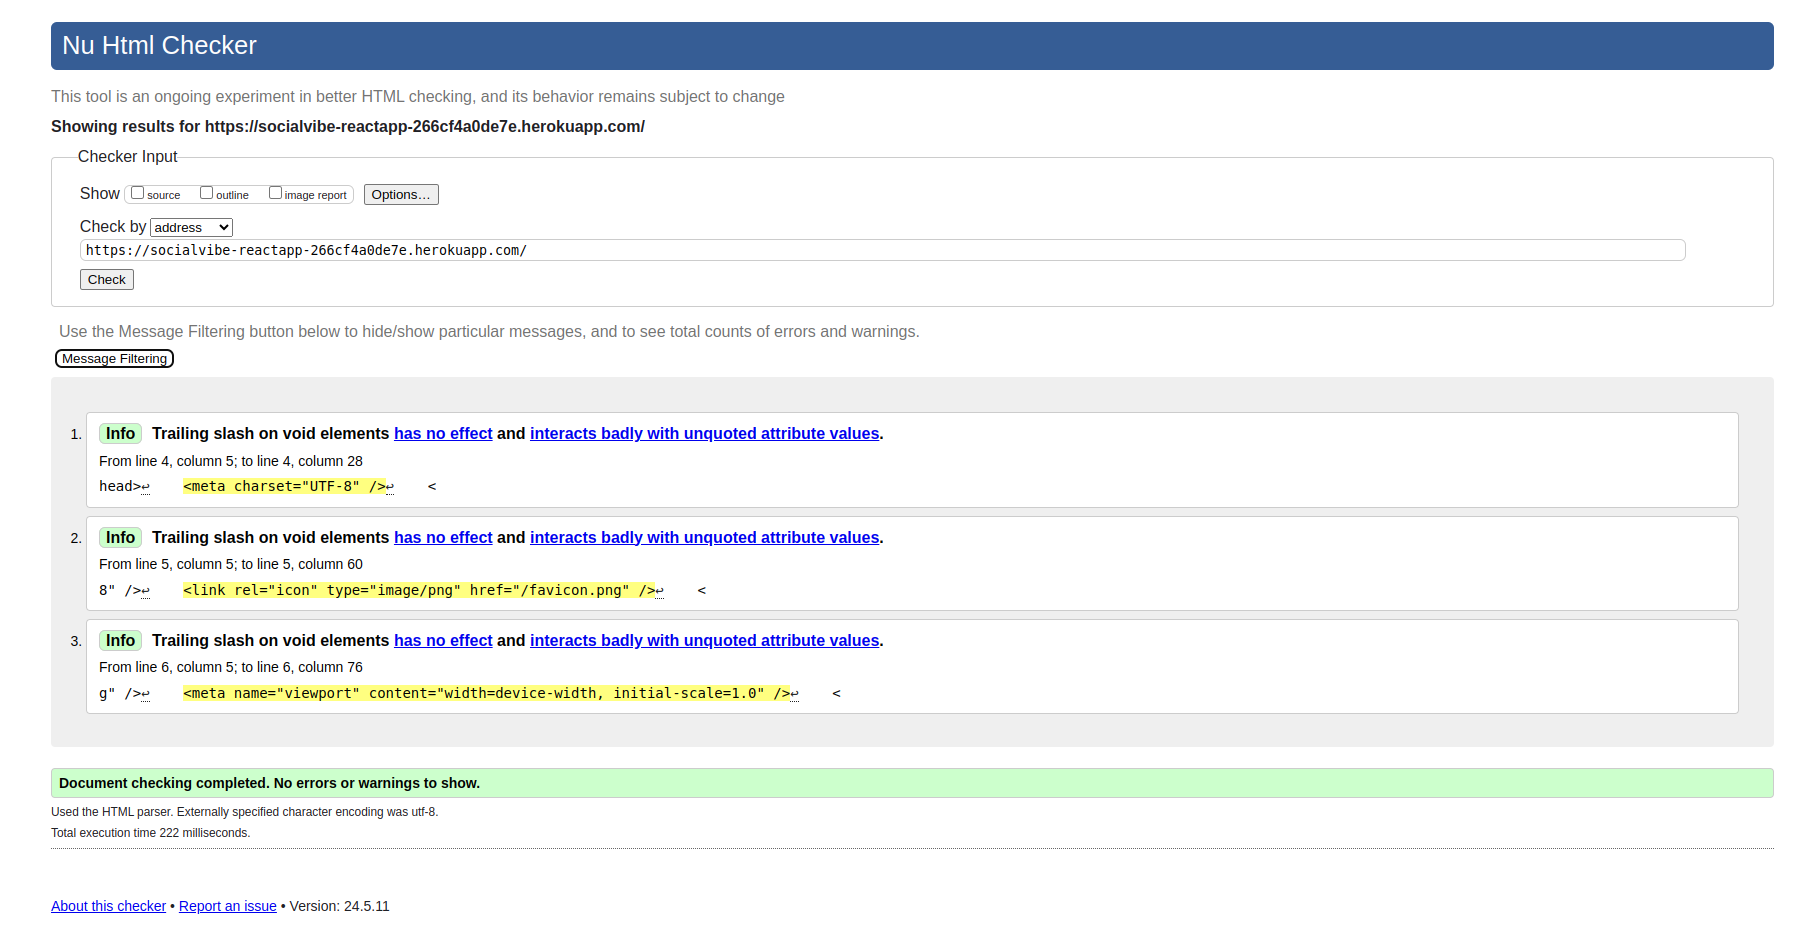 Nu Html Checker
This tool is an ongoing experiment in better HTML checking, and its behavior remains subject to change
Showing results for https://socialvibe-reactapp-266cf4a0de7e.herokuapp.com/
Checker Input
Show source outline image report Options…
Check by address
https://socialvibe-reactapp-266cf4a0de7e.herokuapp.com/
Check
Use the Message Filtering button below to hide/show particular messages, and to see total counts of errors and warnings.
Message Filtering
1. Info Trailing slash on void elements has no effect and interacts badly with unquoted attribute values.
From line 4, column 5; to line 4, column 28
head>↩    <meta charset="UTF-8" />↩    <
2. Info Trailing slash on void elements has no effect and interacts badly with unquoted attribute values.
From line 5, column 5; to line 5, column 60
8" />↩    <link rel="icon" type="image/png" href="/favicon.png" />↩    <
3. Info Trailing slash on void elements has no effect and interacts badly with unquoted attribute values.
From line 6, column 5; to line 6, column 76
g" />↩    <meta name="viewport" content="width=device-width, initial-scale=1.0" />↩    <
Document checking completed. No errors or warnings to show.
Used the HTML parser. Externally specified character encoding was utf-8.
Total execution time 222 milliseconds.
About this checker • Report an issue • Version: 24.5.11